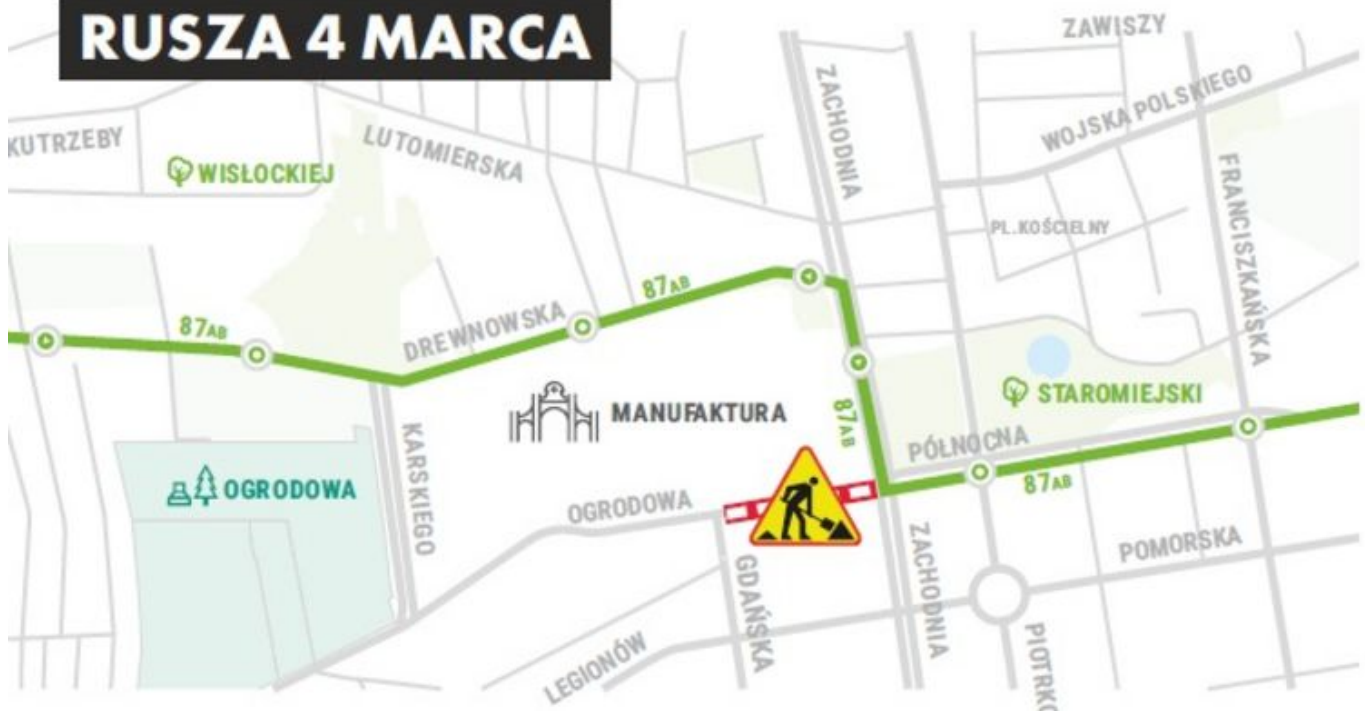 RUSZA 4 MARCA
ZAWISZY
KUTRZEBY
LUTOMIERSKA
ZACHODNIA
WOJSKA POLSKIEGO
WISŁOCKIEJ
FRANCISZKAŃSKA
PL. KOŚCIELNY
87AB
87AB
DREWNOWSKA
MANUFAKTURA
87AB
STAROMIEJSKI
KARSKIEGO
PÓŁNOCNA
87AB
OGRODOWA
OGRODOWA
ZACHODNIA
POMORSKA
GDAŃSKA
LEGIONÓW
PIOTRKO